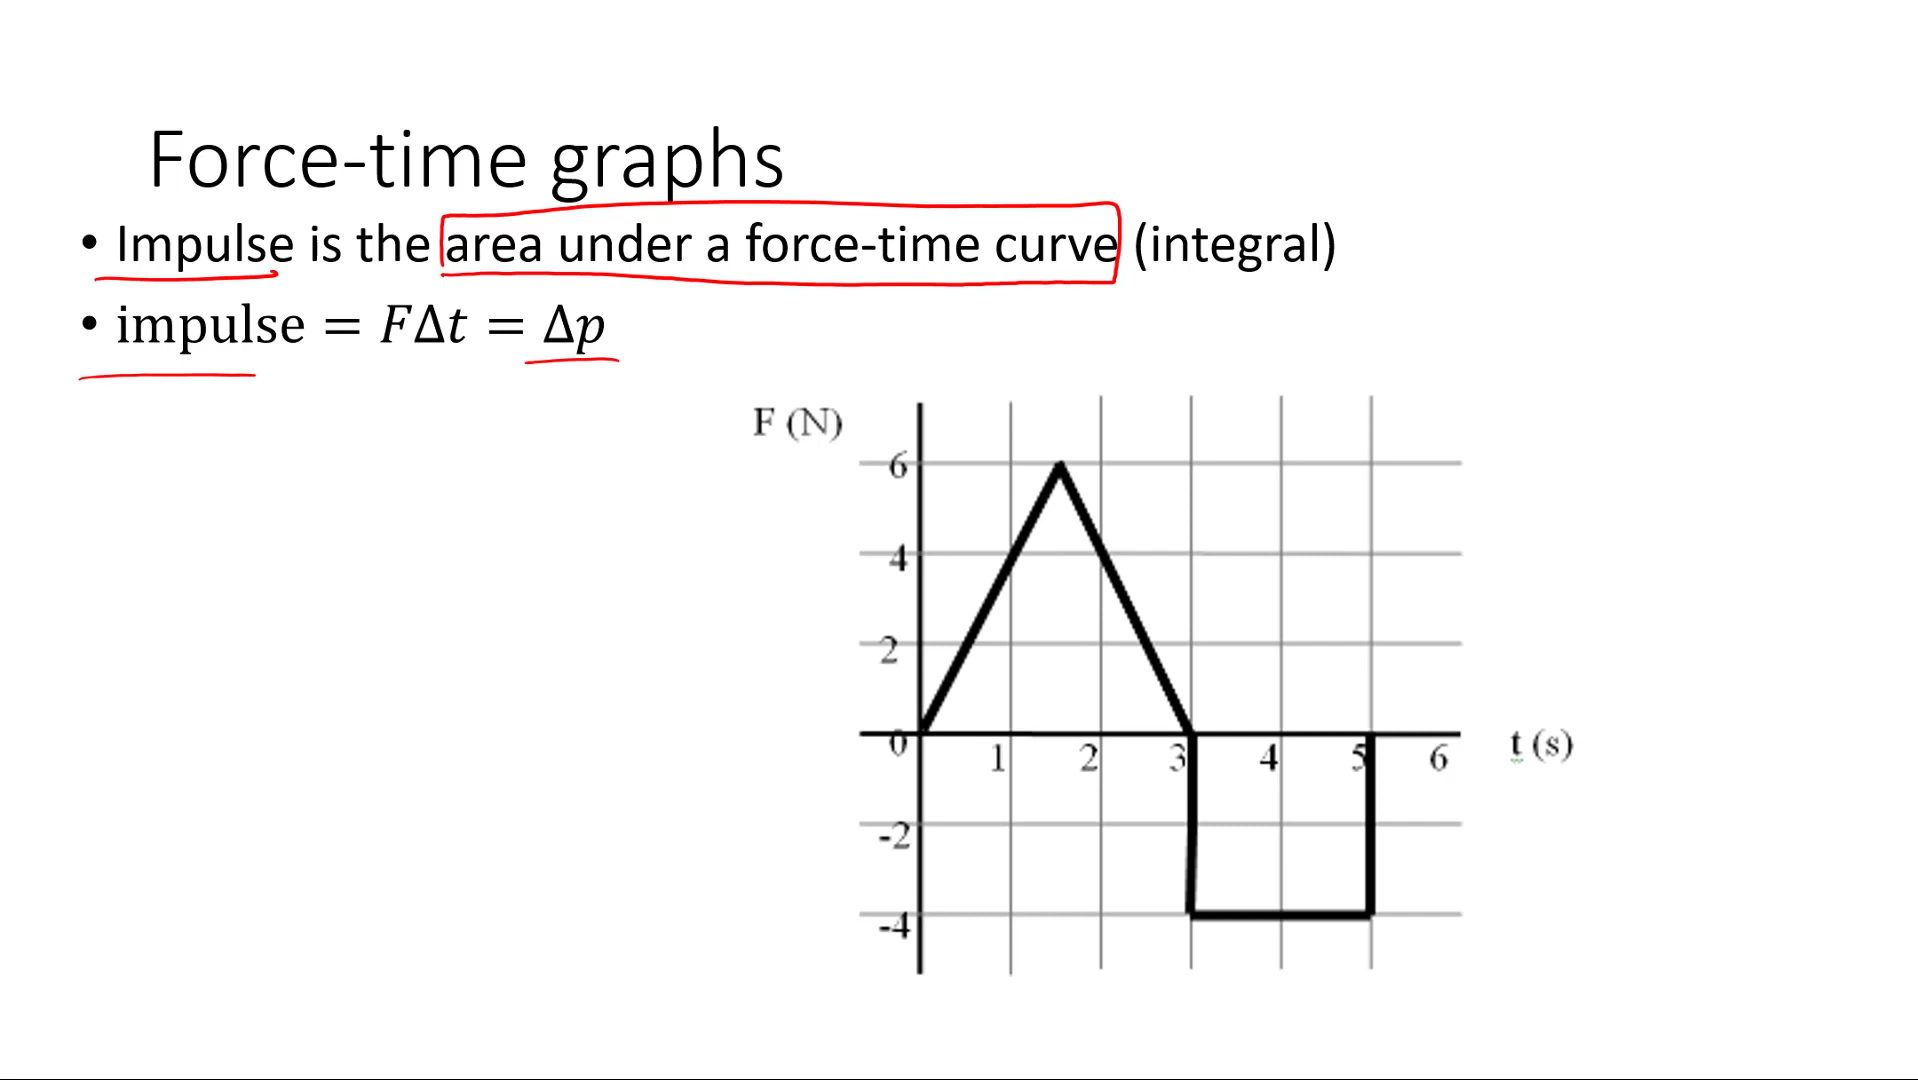 Force-time graphs
• Impulse is the area under a force-time curve (integral)
• impulse = FΔt = Δp
F (N)
6
4
2
0
1 2 3 4 5 6
t (s)
-2
-4